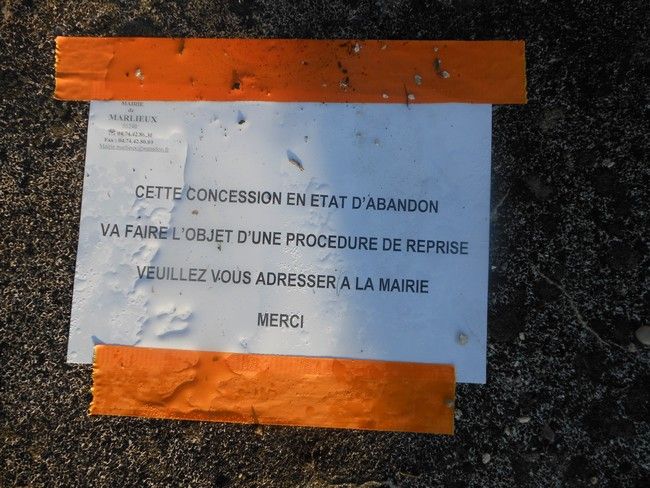 MAIRIE
de
MARLIEUX
CETTE CONCESSION EN ETAT D'ABANDON
VA FAIRE L'OBJET D'UNE PROCEDURE DE REPRISE
VEUILLEZ VOUS ADRESSER A LA MAIRIE
MERCI